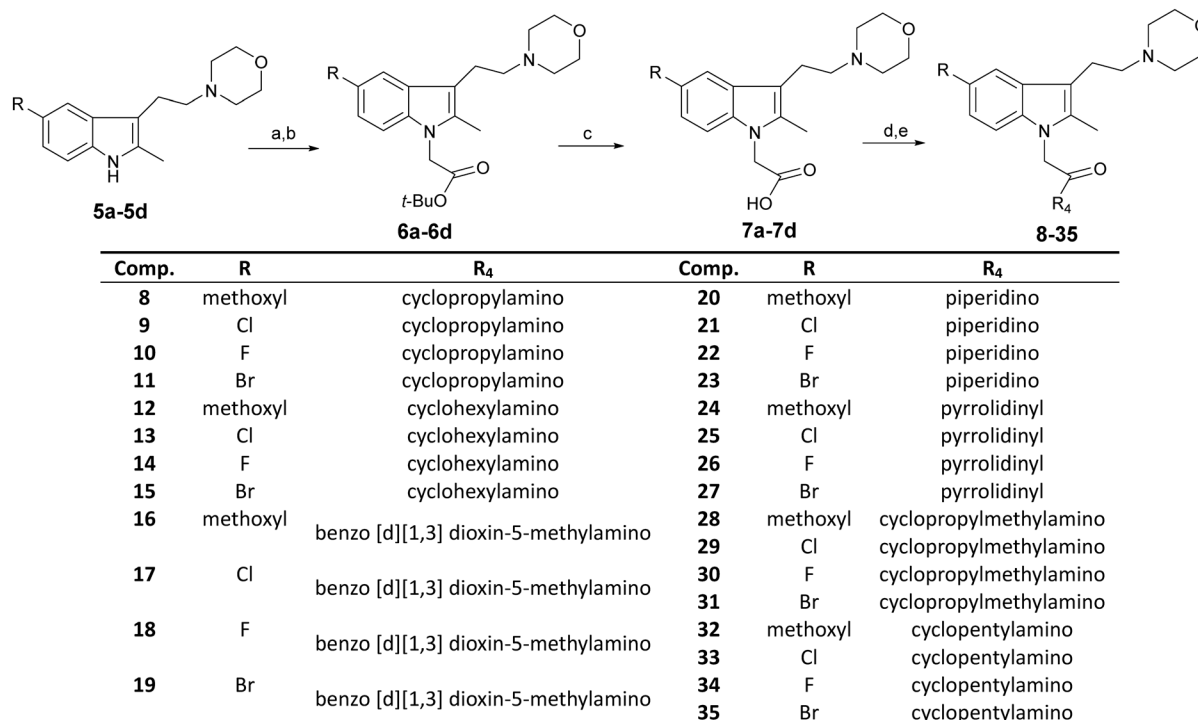 R
N
O
N
H
5a-5d
a,b
R
N
O
N
O
t-BuO
6a-6d
c
R
N
O
N
O
HO
7a-7d
d,e
R
N
O
N
O
R4
8-35
Comp. R R4 Comp. R R4
8 methoxyl cyclopropylamino 20 methoxyl piperidino
9 Cl cyclopropylamino 21 Cl piperidino
10 F cyclopropylamino 22 F piperidino
11 Br cyclopropylamino 23 Br piperidino
12 methoxyl cyclohexylamino 24 methoxyl pyrrolidinyl
13 Cl cyclohexylamino 25 Cl pyrrolidinyl
14 F cyclohexylamino 26 F pyrrolidinyl
15 Br cyclohexylamino 27 Br pyrrolidinyl
16 methoxyl benzo [d][1,3] dioxin-5-methylamino 28 methoxyl cyclopropylmethylamino
29 Cl cyclopropylmethylamino
17 Cl benzo [d][1,3] dioxin-5-methylamino 30 F cyclopropylmethylamino
31 Br cyclopropylmethylamino
18 F benzo [d][1,3] dioxin-5-methylamino 32 methoxyl cyclopentylamino
33 Cl cyclopentylamino
19 Br benzo [d][1,3] dioxin-5-methylamino 34 F cyclopentylamino
35 Br cyclopentylamino